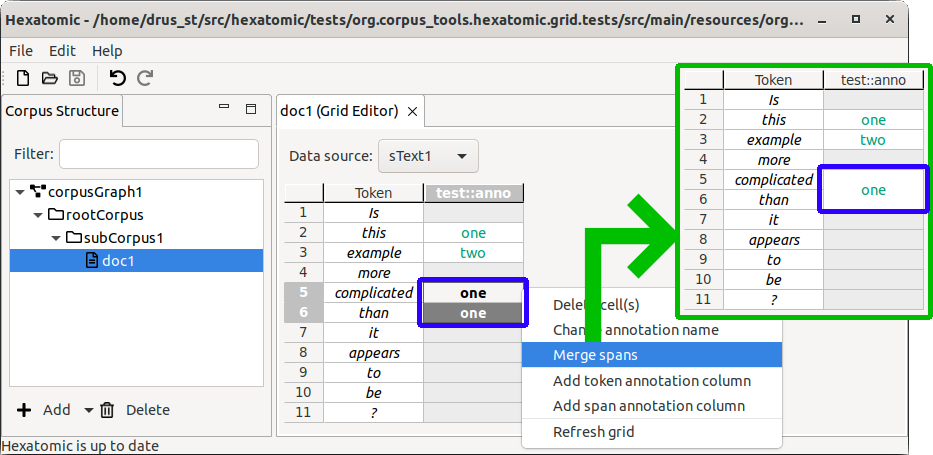 Hexatomic - /home/drus_st/src/hexatomic/tests/org.corpus_tools.hexatomic.grid.tests/src/main/resources/org...
File Edit Help
Corpus Structure
Filter:
corpusGraph1
rootCorpus
subCorpus1
doc1
Add Delete
doc1 (Grid Editor)
Data source: sText1
Token test::anno
1 Is
2 this one
3 example two
4 more
5 complicated one
6 than one
7 it
8 appears
9 to
10 be
11 ?
Delete cell(s)
Change annotation name
Merge spans
Add token annotation column
Add span annotation column
Refresh grid
Token test::anno
1 Is
2 this one
3 example two
4 more
5 complicated one
6 than
7 it
8 appears
9 to
10 be
11 ?
Hexatomic is up to date